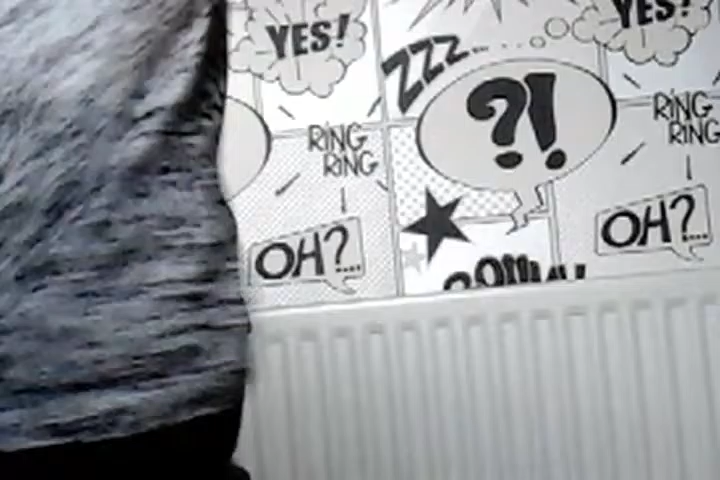 YES!
YES!
ZZZ...
?!
RING
RING
RING
RING
OH?...
OH?...